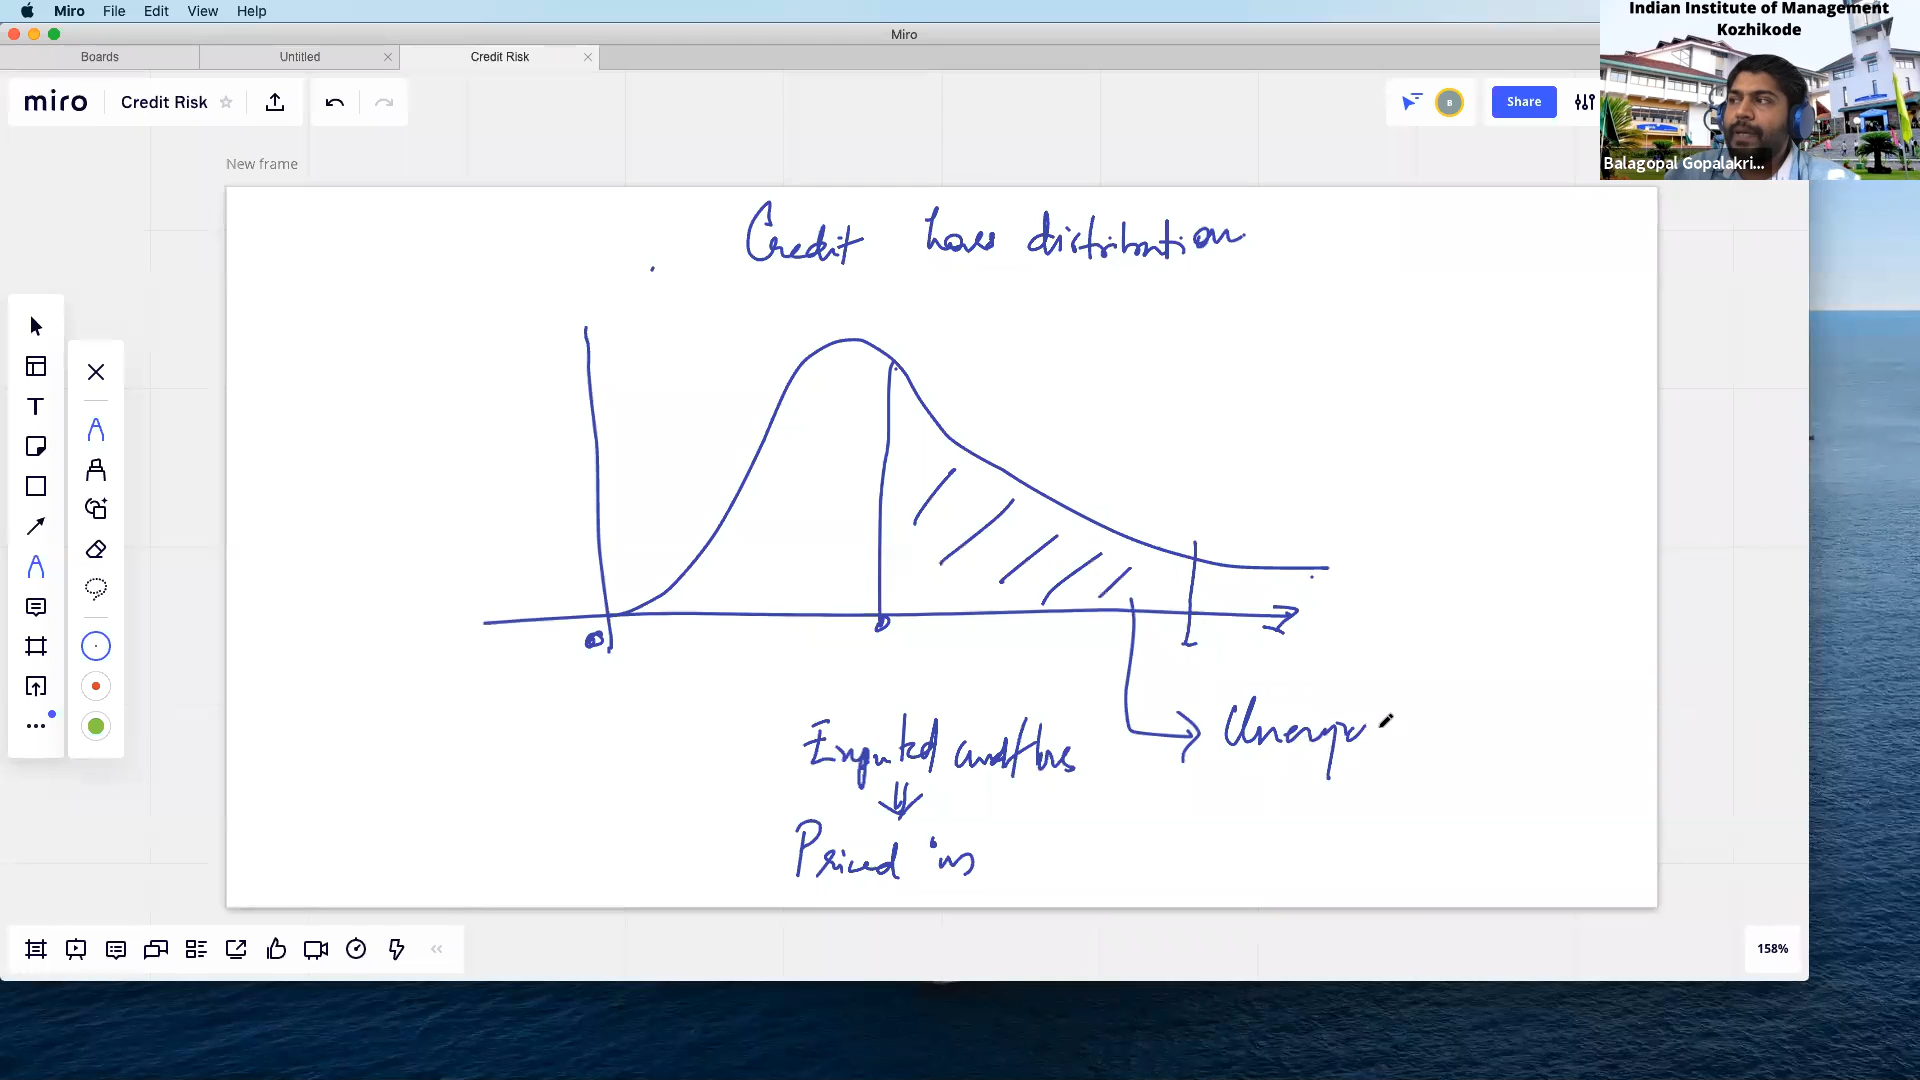 Miro File Edit View Help
Miro
Boards Untitled Credit Risk
miro Credit Risk
B Share
Indian Institute of Management
Kozhikode
Balagopal Gopalakri...
New frame
Credit Loss distribution
0
Expected credit loss
Unexp
Priced in
158%